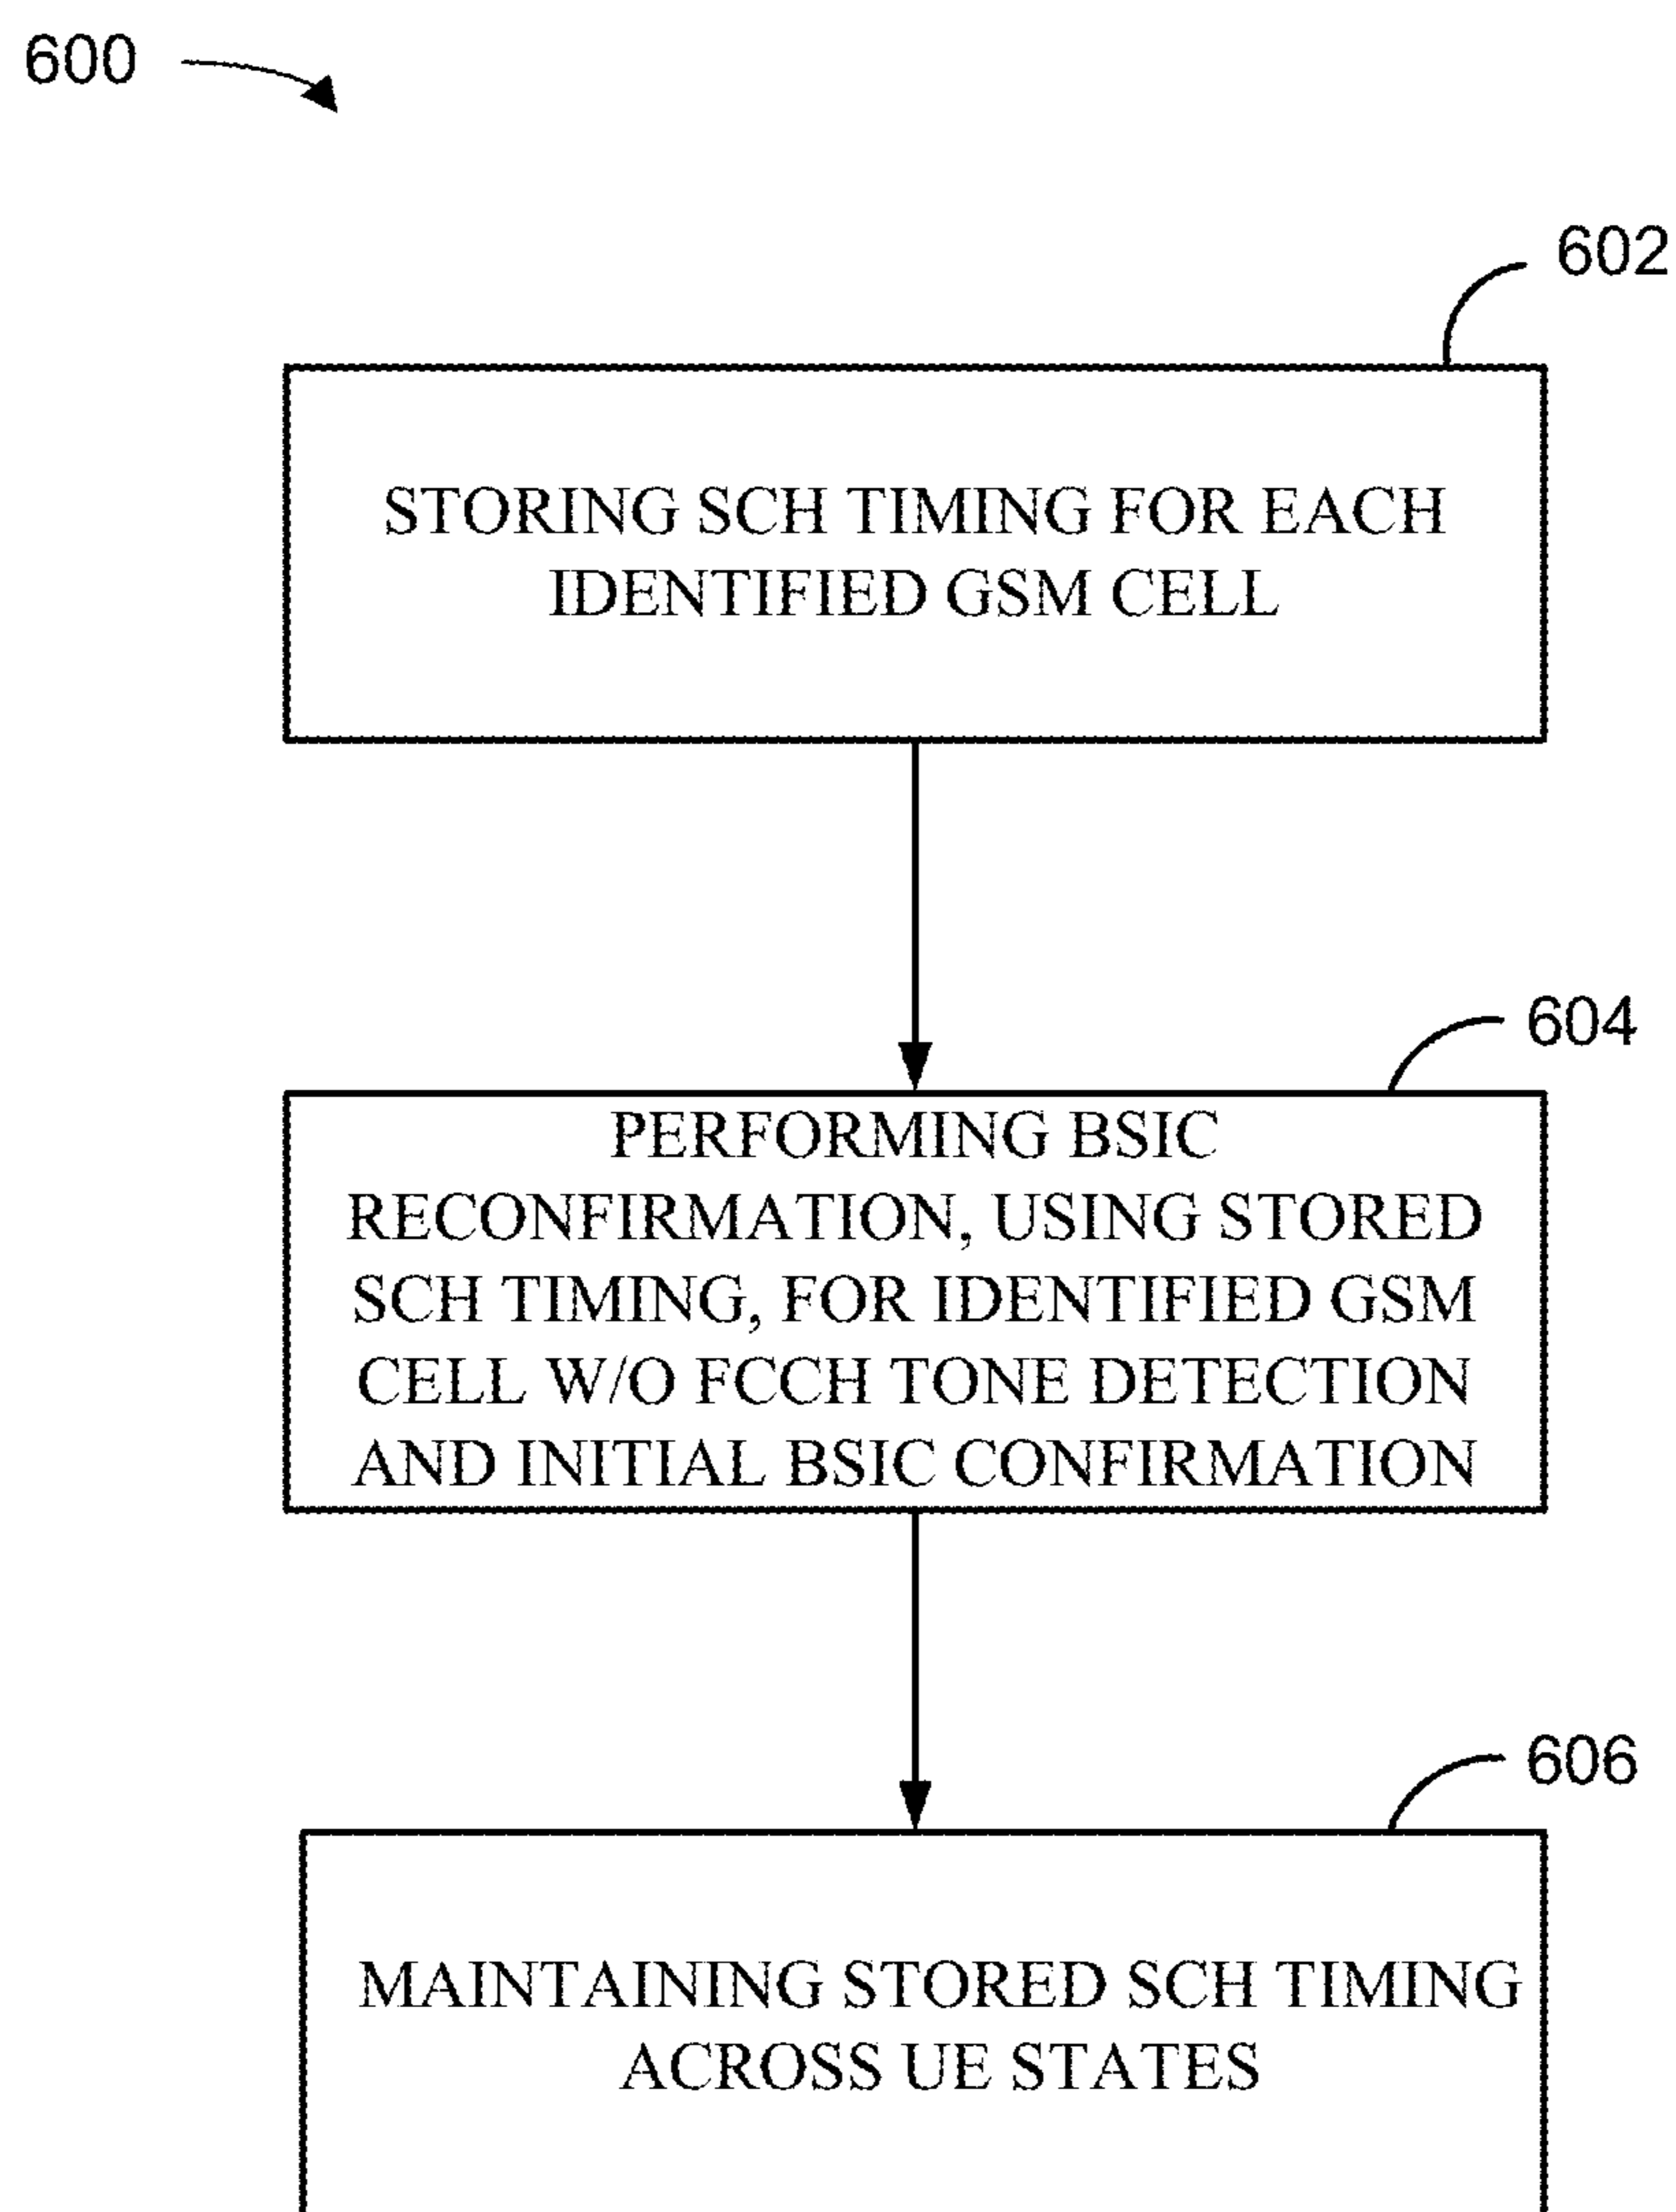 600
602
STORING SCH TIMING FOR EACH
IDENTIFIED GSM CELL
604
PERFORMING BSIC
RECONFIRMATION, USING STORED
SCH TIMING, FOR IDENTIFIED GSM
CELL W/O FCCH TONE DETECTION
AND INITIAL BSIC CONFIRMATION
606
MAINTAINING STORED SCH TIMING
ACROSS UE STATES